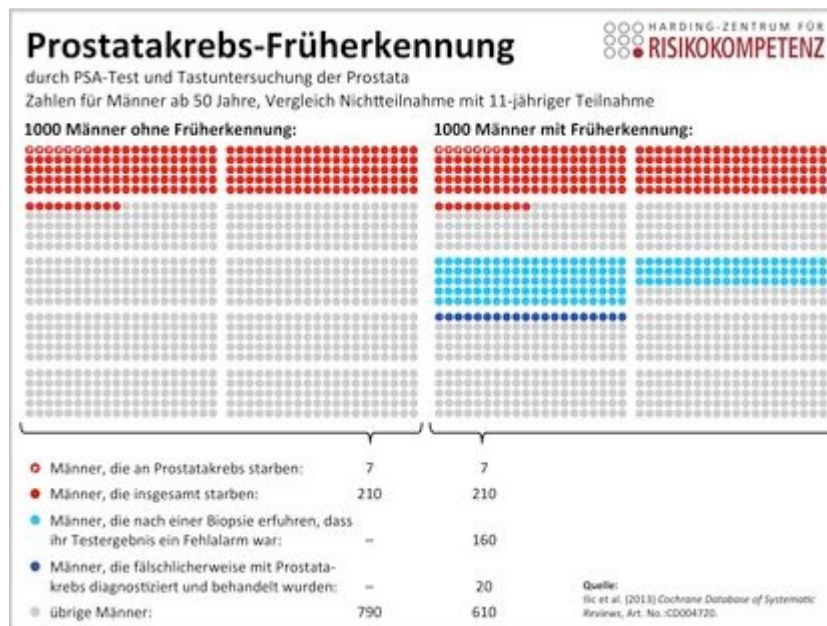 Prostatakrebs-Früherkennung
HARDING-ZENTRUM FÜR
RISIKOKOMPETENZ
durch PSA-Test und Tastuntersuchung der Prostata
Zahlen für Männer ab 50 Jahre, Vergleich Nichtteilnahme mit 11-jähriger Teilnahme
1000 Männer ohne Früherkennung:
1000 Männer mit Früherkennung:
Männer, die an Prostatakrebs starben: 7 7
Männer, die insgesamt starben: 210 210
Männer, die nach einer Biopsie erfuhren, dass
ihr Testergebnis ein Fehlalarm war: – 160
Männer, die fälschlicherweise mit Prostata-
krebs diagnostiziert und behandelt wurden: – 20
übrige Männer: 790 610
Quelle:
Ilic et al. (2013) Cochrane Database of Systematic
Reviews, Art. No.:CD004720.